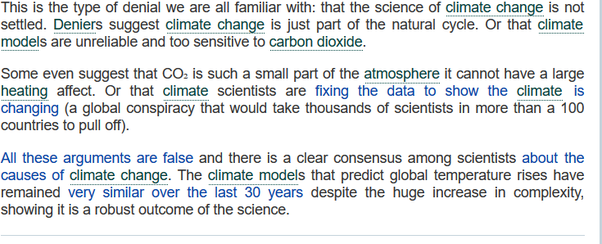 This is the type of denial we are all familiar with: that the science of climate change is not
settled. Deniers suggest climate change is just part of the natural cycle. Or that climate
models are unreliable and too sensitive to carbon dioxide.
Some even suggest that CO₂ is such a small part of the atmosphere it cannot have a large
heating affect. Or that climate scientists are fixing the data to show the climate is
changing (a global conspiracy that would take thousands of scientists in more than a 100
countries to pull off).
All these arguments are false and there is a clear consensus among scientists about the
causes of climate change. The climate models that predict global temperature rises have
remained very similar over the last 30 years despite the huge increase in complexity,
showing it is a robust outcome of the science.